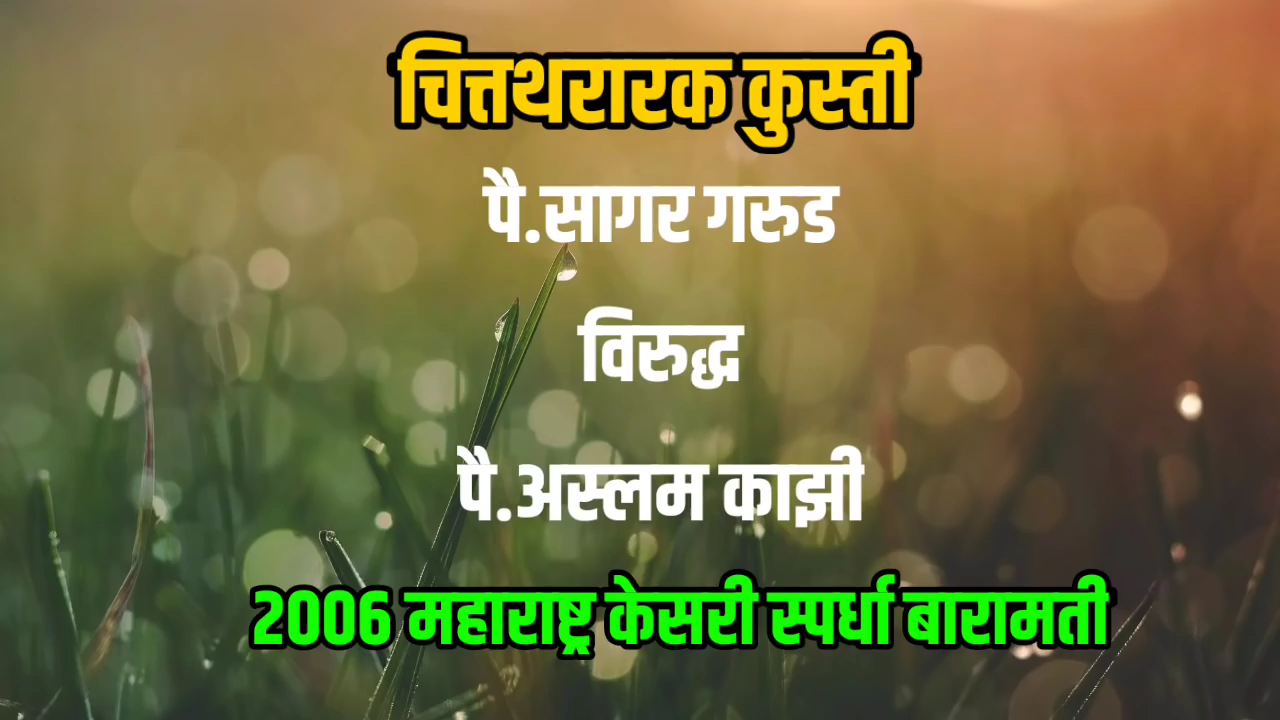 चित्तथरारक कुस्ती
पै.सागर गरुड
विरुद्ध
पै.अस्लम काझी
2006 महाराष्ट्र केसरी स्पर्धा बारामती